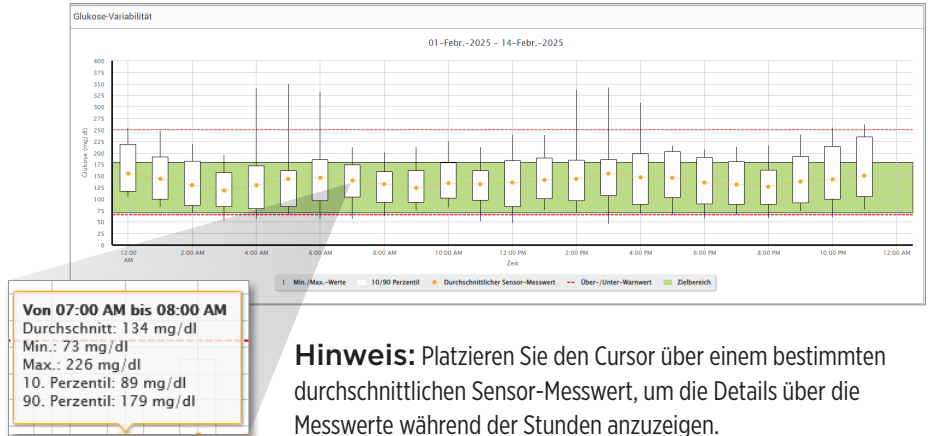 Glukose-Variabilität
01-Febr.-2025 - 14-Febr.-2025
Glukose (mg/dl)
400
375
350
325
300
275
250
225
200
175
150
125
100
75
50
25
0
12:00 AM
2:00 AM
4:00 AM
6:00 AM
8:00 AM
10:00 AM
12:00 PM
2:00 PM
4:00 PM
6:00 PM
8:00 PM
10:00 PM
12:00 AM
Zeit
Min./Max.-Werte
10/90 Perzentil
Durchschnittlicher Sensor-Messwert
Über-/Unter-Warnwert
Zielbereich
Von 07:00 AM bis 08:00 AM
Durchschnitt: 134 mg/dl
Min.: 73 mg/dl
Max.: 226 mg/dl
10. Perzentil: 89 mg/dl
90. Perzentil: 179 mg/dl
Hinweis: Platzieren Sie den Cursor über einem bestimmten
durchschnittlichen Sensor-Messwert, um die Details über die
Messwerte während der Stunden anzuzeigen.